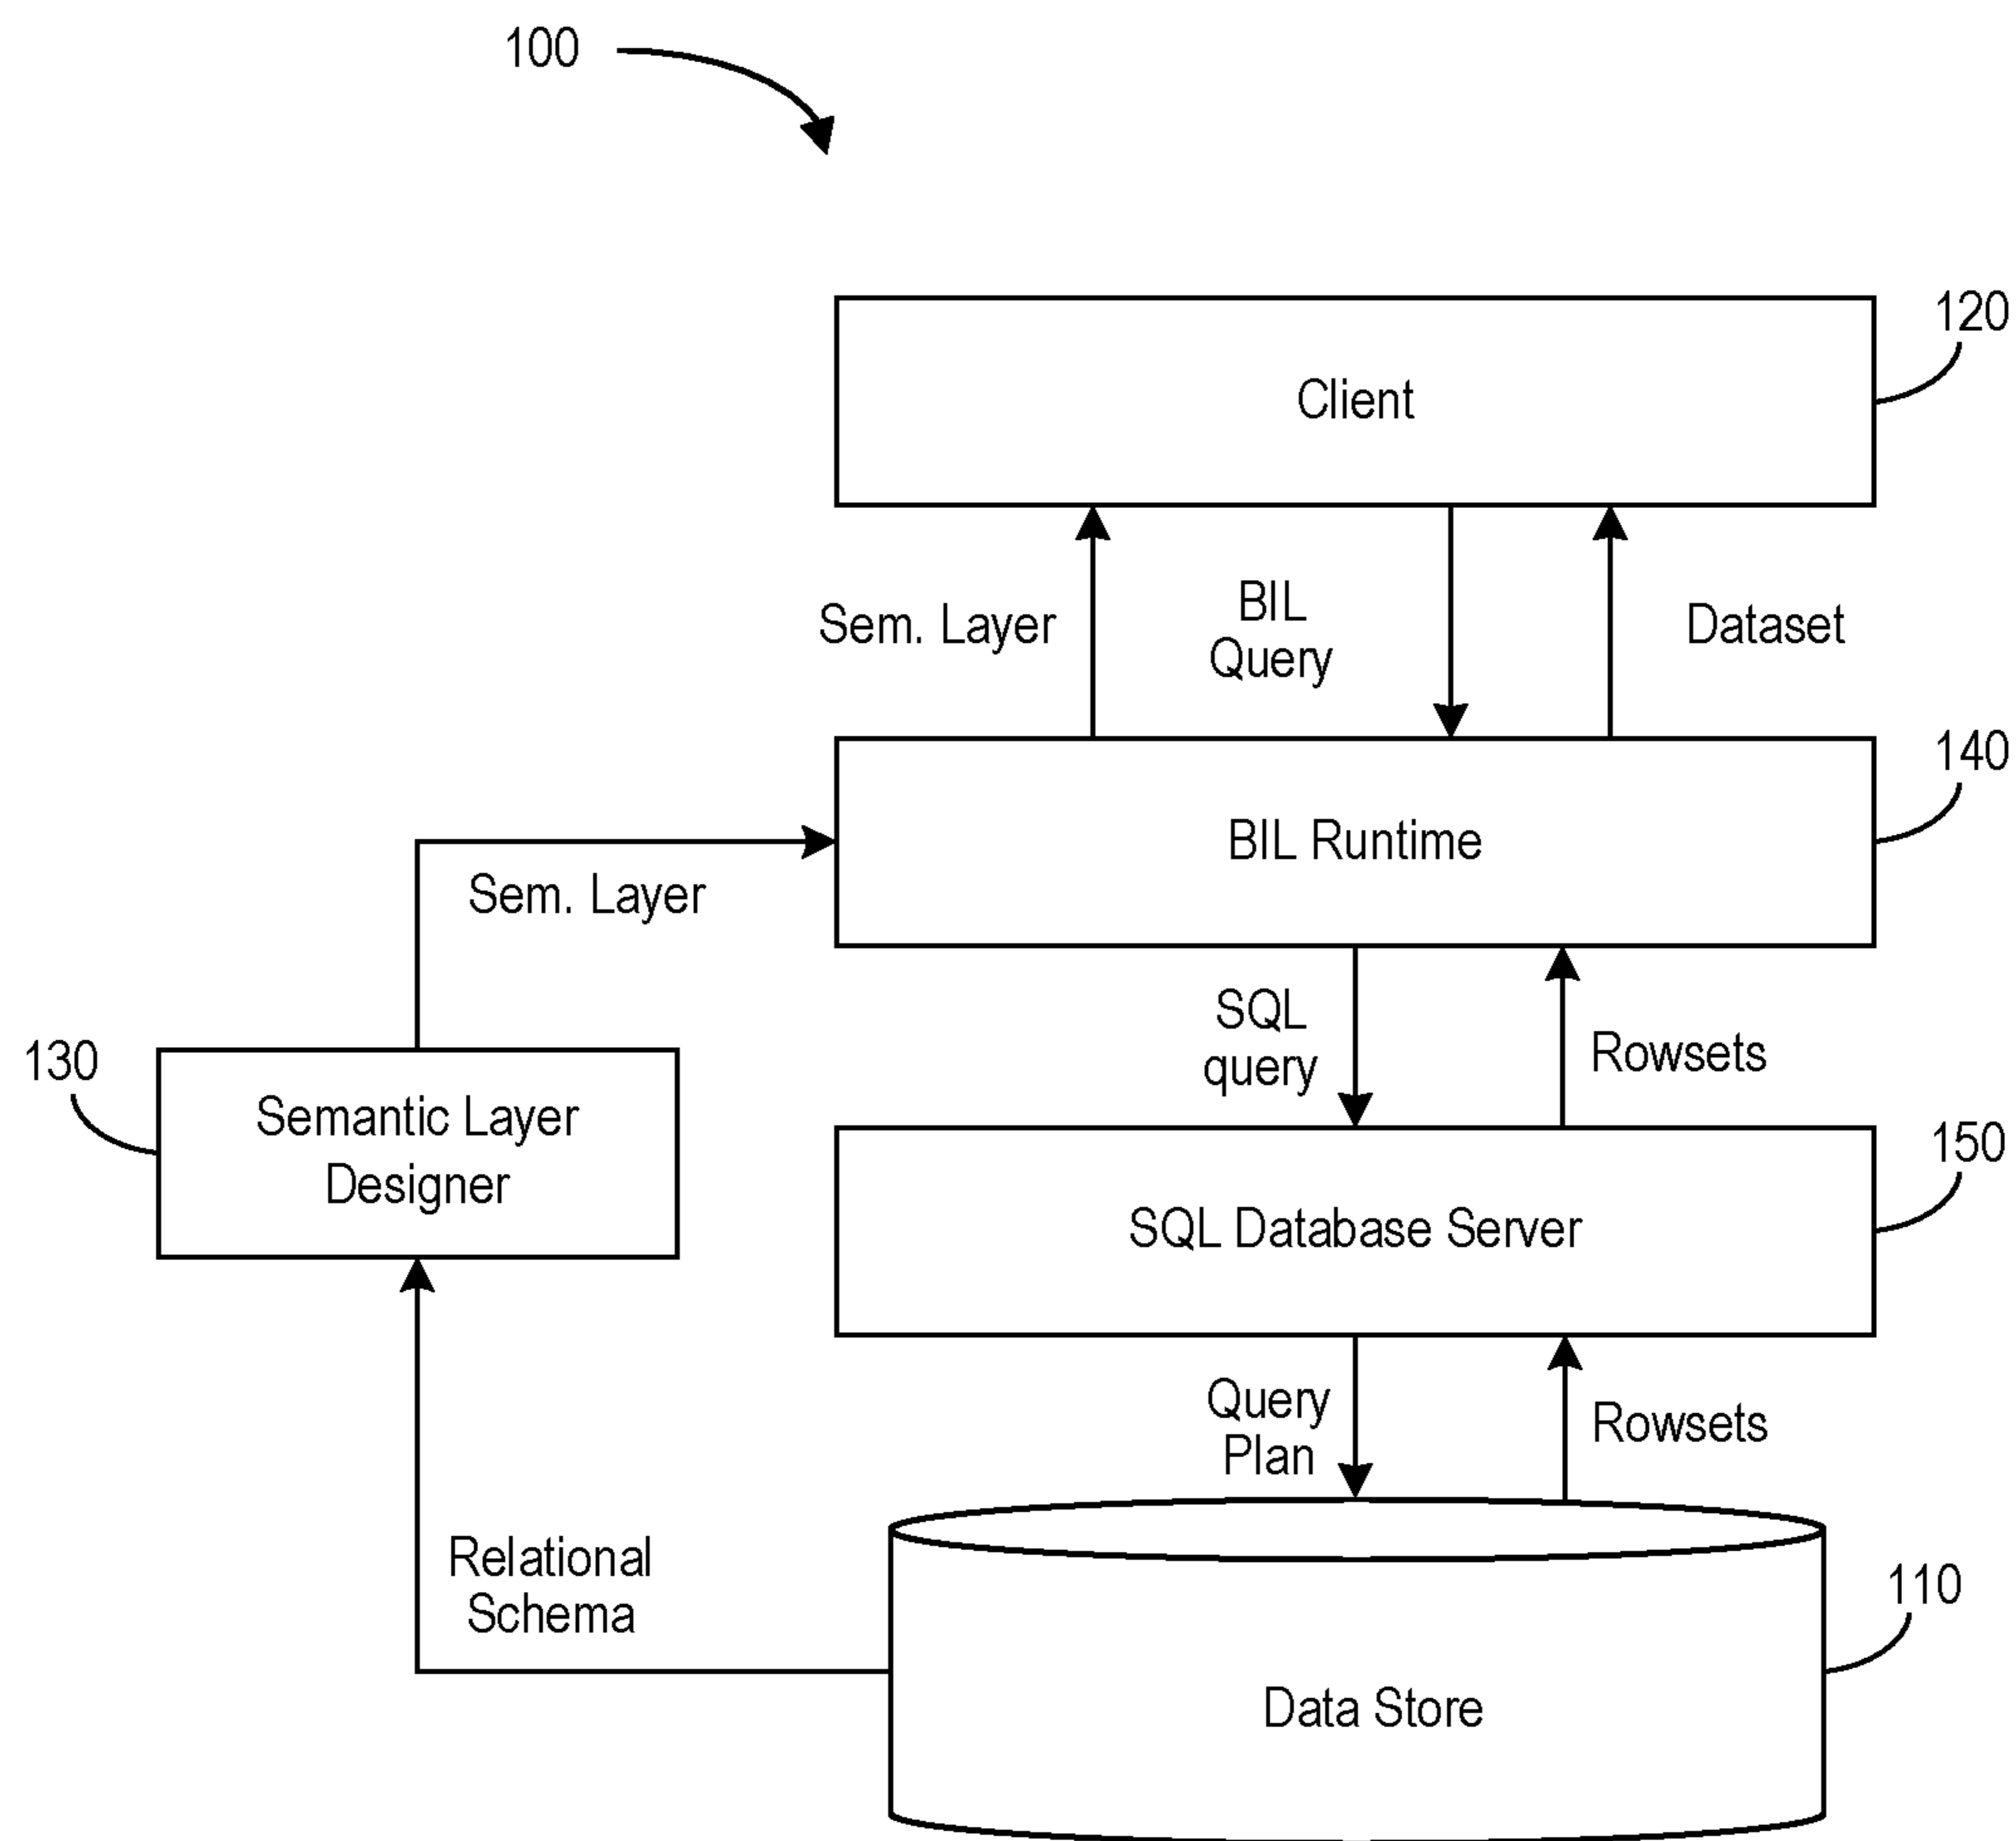 100
120
Client
Sem. Layer
BIL
Query
Dataset
140
BIL Runtime
Sem. Layer
SQL
query
Rowsets
130
Semantic Layer
Designer
150
SQL Database Server
Query
Plan
Rowsets
Relational
Schema
110
Data Store